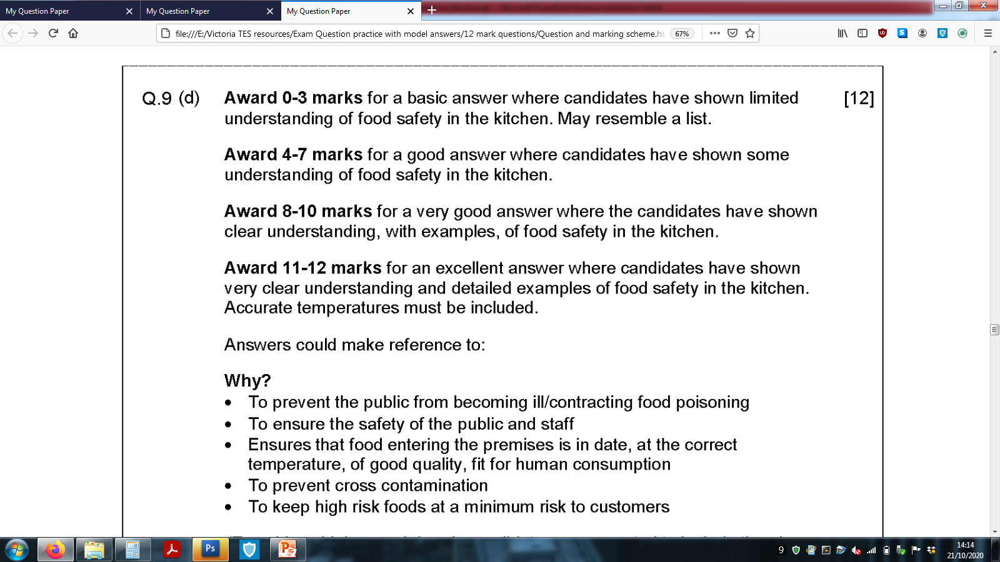 My Question Paper
My Question Paper
My Question Paper
file:///E:/Victoria TES resources/Exam Question practice with model answers/12 mark questions/Question and marking scheme.ht
67%
Q.9 (d) Award 0-3 marks for a basic answer where candidates have shown limited [12]
understanding of food safety in the kitchen. May resemble a list.
Award 4-7 marks for a good answer where candidates have shown some
understanding of food safety in the kitchen.
Award 8-10 marks for a very good answer where the candidates have shown
clear understanding, with examples, of food safety in the kitchen.
Award 11-12 marks for an excellent answer where candidates have shown
very clear understanding and detailed examples of food safety in the kitchen.
Accurate temperatures must be included.
Answers could make reference to:
Why?
• To prevent the public from becoming ill/contracting food poisoning
• To ensure the safety of the public and staff
• Ensures that food entering the premises is in date, at the correct
temperature, of good quality, fit for human consumption
• To prevent cross contamination
• To keep high risk foods at a minimum risk to customers
Ps
9
14:14
21/10/2020